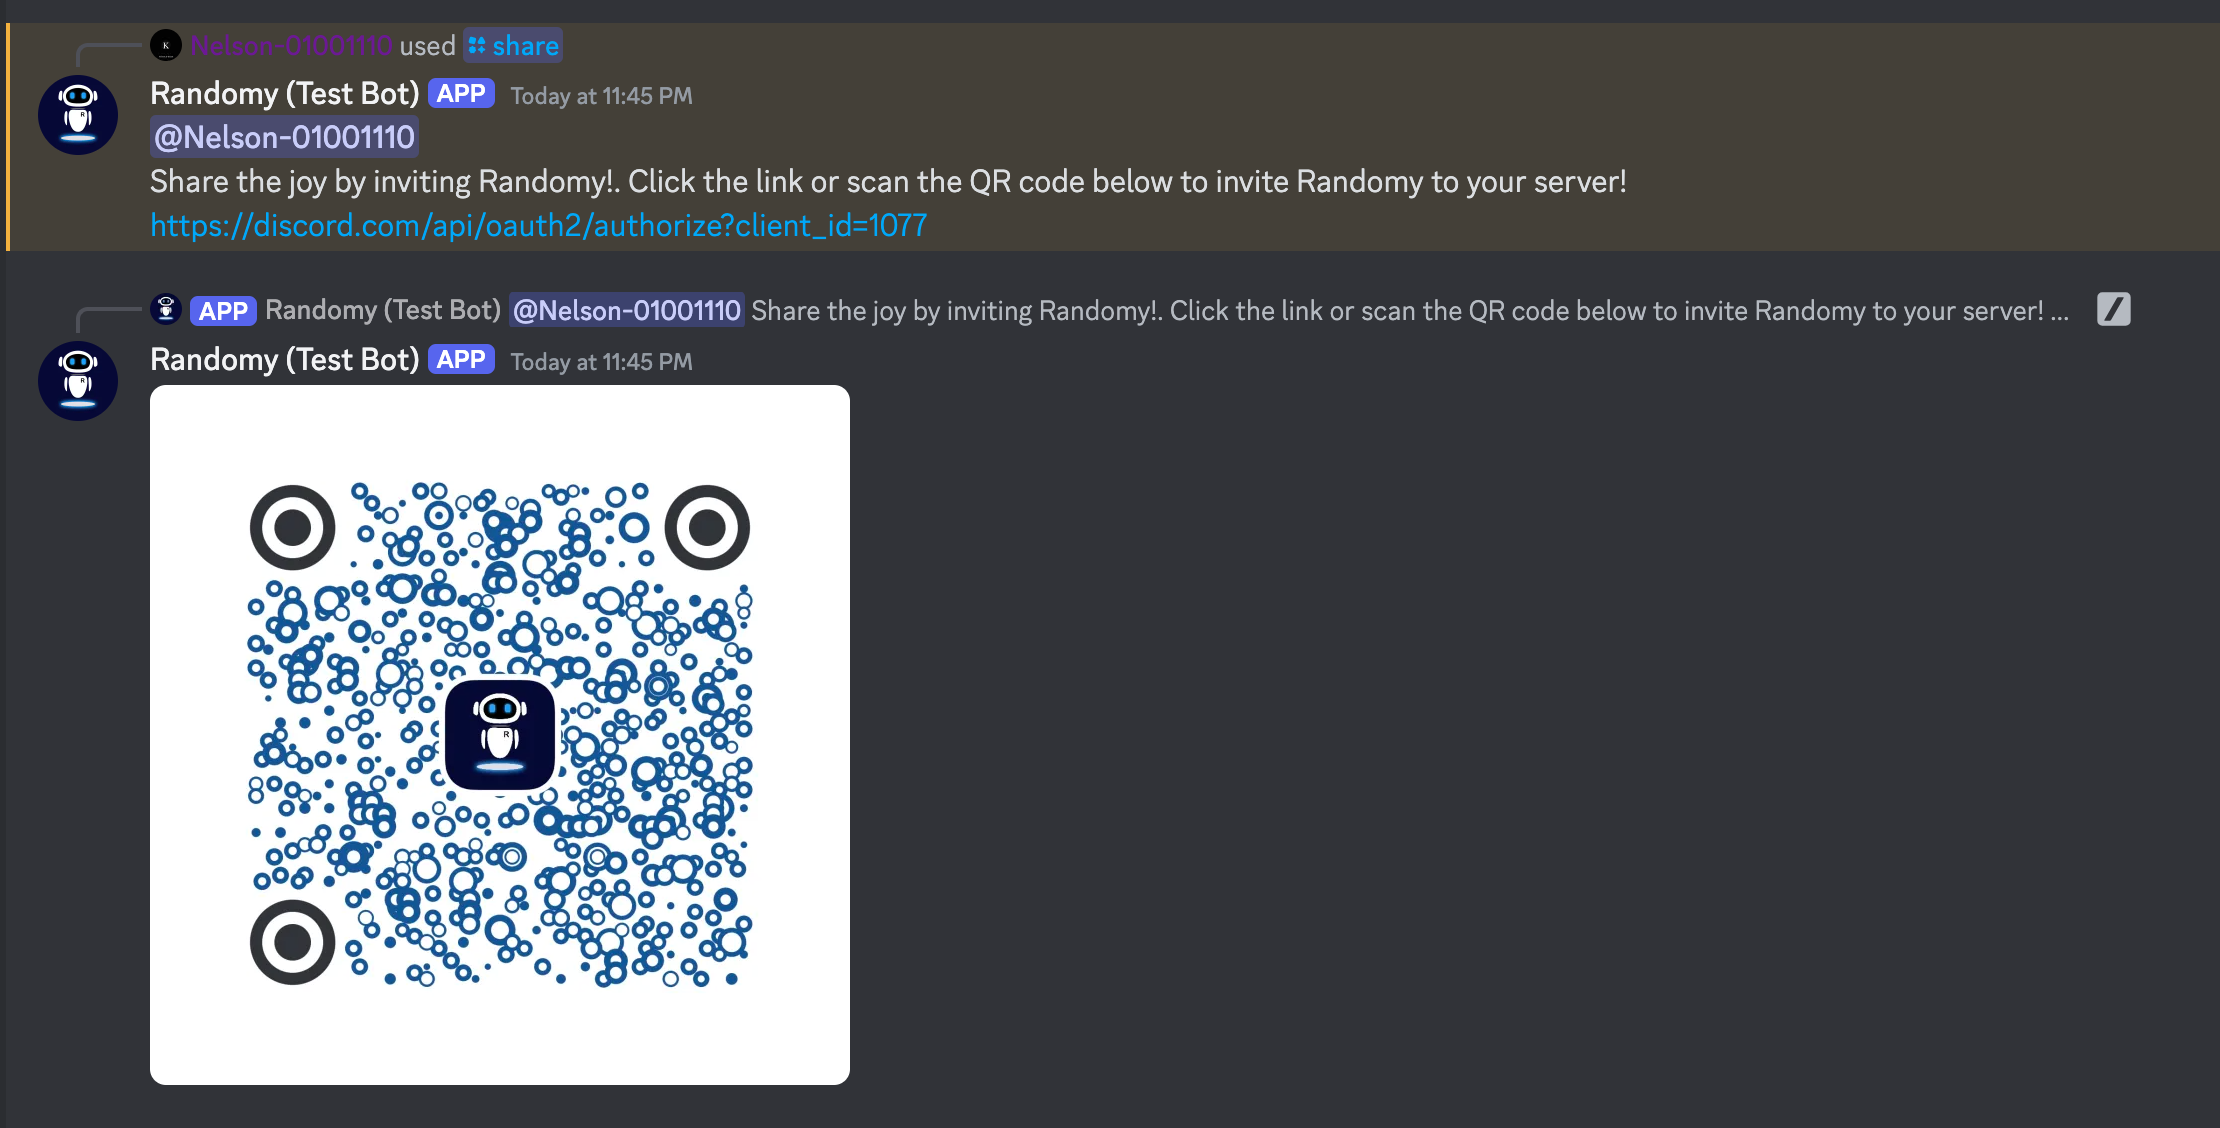 Nelson-01001110 used share
Randomy (Test Bot) APP Today at 11:45 PM
@Nelson-01001110
Share the joy by inviting Randomy!. Click the link or scan the QR code below to invite Randomy to your server!
https://discord.com/api/oauth2/authorize?client_id=1077
APP Randomy (Test Bot) @Nelson-01001110 Share the joy by inviting Randomy!. Click the link or scan the QR code below to invite Randomy to your server! ...
Randomy (Test Bot) APP Today at 11:45 PM
R